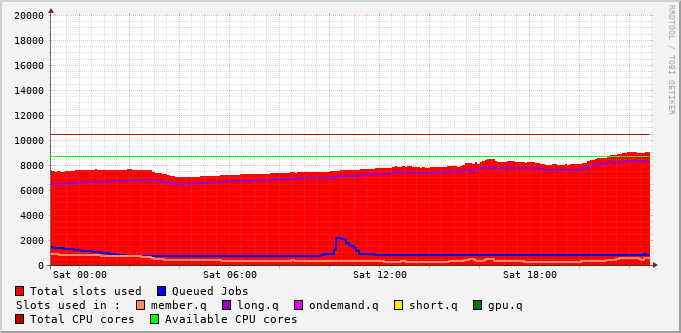 20000
18000
16000
14000
12000
10000
8000
6000
4000
2000
0
Sat 00:00 Sat 06:00 Sat 12:00 Sat 18:00
RRDTOOL / TOBI OETIKER
Total slots used Queued Jobs
Slots used in : member.q long.q ondemand.q short.q gpu.q
Total CPU cores Available CPU cores